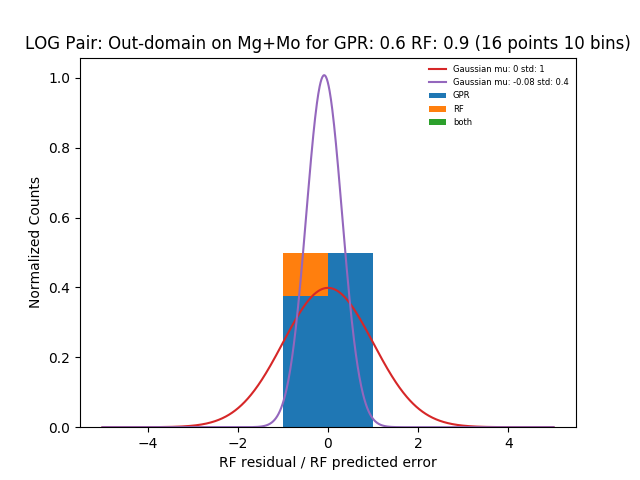 LOG Pair: Out-domain on Mg+Mo for GPR: 0.6 RF: 0.9 (16 points 10 bins)
Gaussian mu: 0 std: 1
Gaussian mu: -0.08 std: 0.4
GPR
RF
both
Normalized Counts
1.0
0.8
0.6
0.4
0.2
0.0
−4 −2 0 2 4
RF residual / RF predicted error